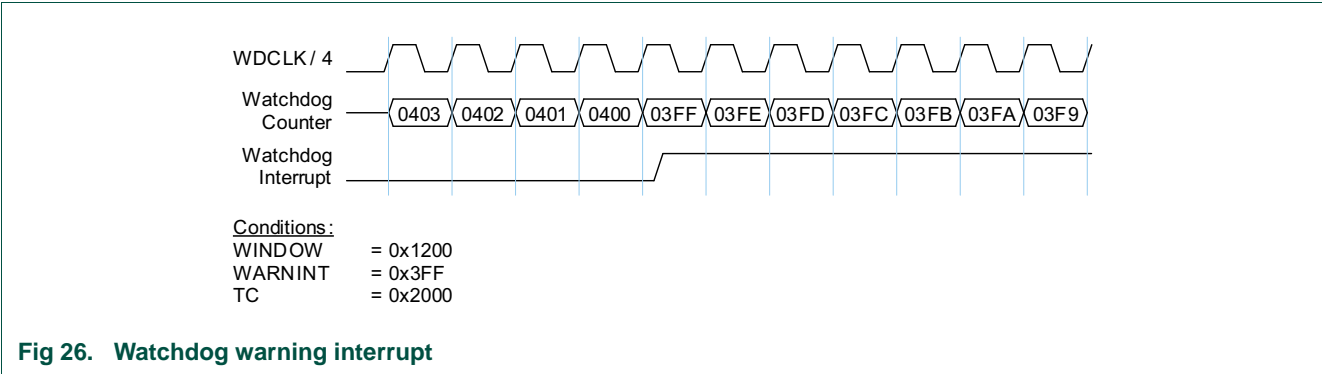 WDCLK / 4
Watchdog
Counter
0403 0402 0401 0400 03FF 03FE 03FD 03FC 03FB 03FA 03F9
Watchdog
Interrupt
Conditions:
WINDOW = 0x1200
WARNINT = 0x3FF
TC = 0x2000
Fig 26. Watchdog warning interrupt